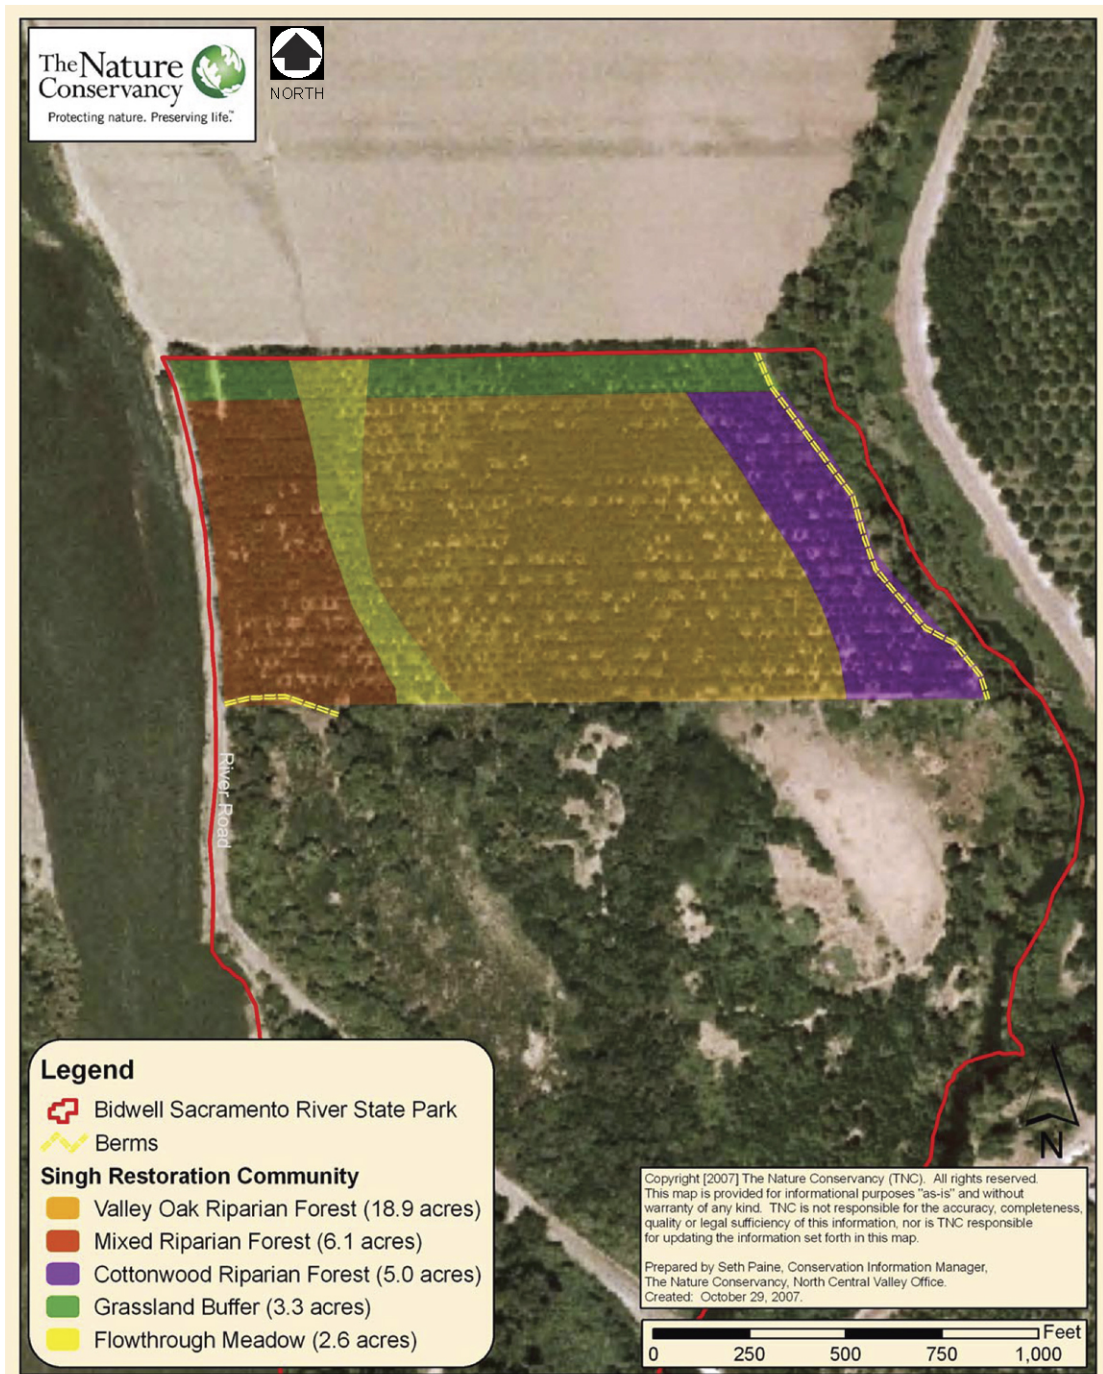 The Nature
Conservancy
Protecting nature. Preserving life.™
NORTH
River Road
Legend
Bidwell Sacramento River State Park
Berms
Singh Restoration Community
Valley Oak Riparian Forest (18.9 acres)
Mixed Riparian Forest (6.1 acres)
Cottonwood Riparian Forest (5.0 acres)
Grassland Buffer (3.3 acres)
Flowthrough Meadow (2.6 acres)
N
Copyright [2007] The Nature Conservancy (TNC). All rights reserved.
This map is provided for informational purposes "as-is" and without
warranty of any kind. TNC is not responsible for the accuracy, completeness,
quality or legal sufficiency of this information, nor is TNC responsible
for updating the information set forth in this map.
Prepared by Seth Paine, Conservation Information Manager,
The Nature Conservancy, North Central Valley Office.
Created: October 29, 2007.
Feet
0 250 500 750 1,000